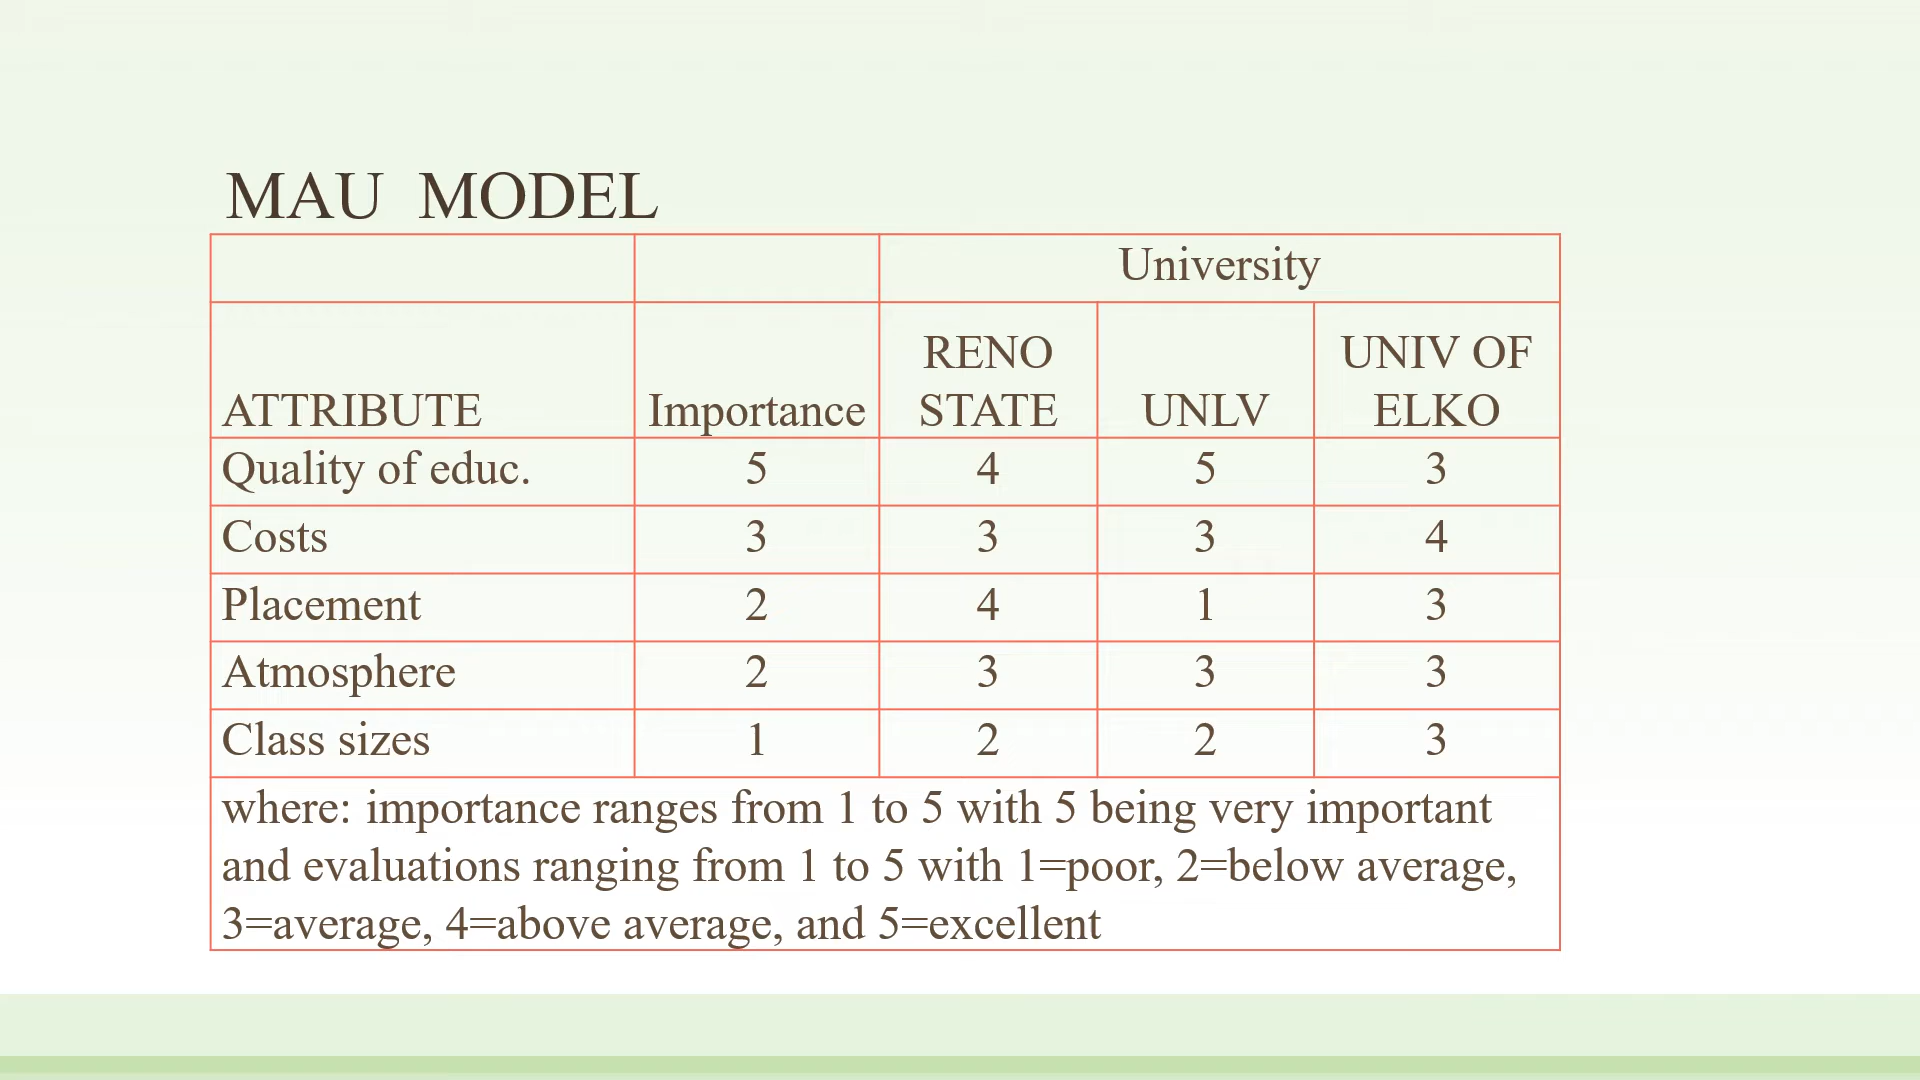 MAU MODEL
University
ATTRIBUTE Importance RENO STATE UNLV UNIV OF ELKO
Quality of educ. 5 4 5 3
Costs 3 3 3 4
Placement 2 4 1 3
Atmosphere 2 3 3 3
Class sizes 1 2 2 3
where: importance ranges from 1 to 5 with 5 being very important
and evaluations ranging from 1 to 5 with 1=poor, 2=below average,
3=average, 4=above average, and 5=excellent